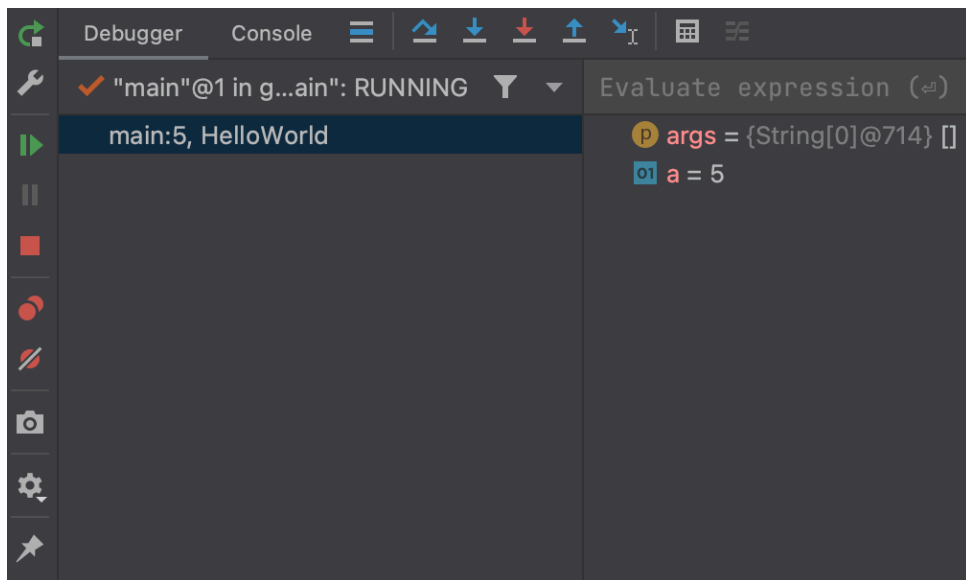 Debugger Console
"main"@1 in g...ain": RUNNING
Evaluate expression (⏎)
main:5, HelloWorld
p args = {String[0]@714} []
01 a = 5